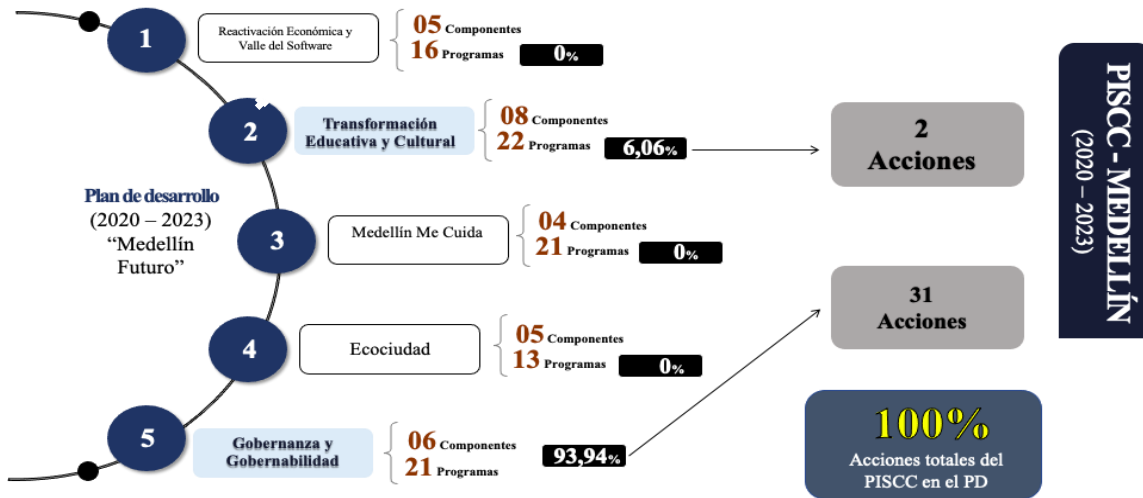 1
Reactivación Económica y
Valle del Software
05 Componentes
16 Programas
0%
2
Transformación
Educativa y Cultural
08 Componentes
22 Programas
6,06%
2
Acciones
Plan de desarrollo
(2020 – 2023)
“Medellín
Futuro”
3
Medellín Me Cuida
04 Componentes
21 Programas
0%
4
Ecociudad
05 Componentes
13 Programas
0%
31
Acciones
5
Gobernanza y
Gobernabilidad
06 Componentes
21 Programas
93,94%
100%
Acciones totales del
PISCC en el PD
PISCC - MEDELLÍN
(2020 – 2023)